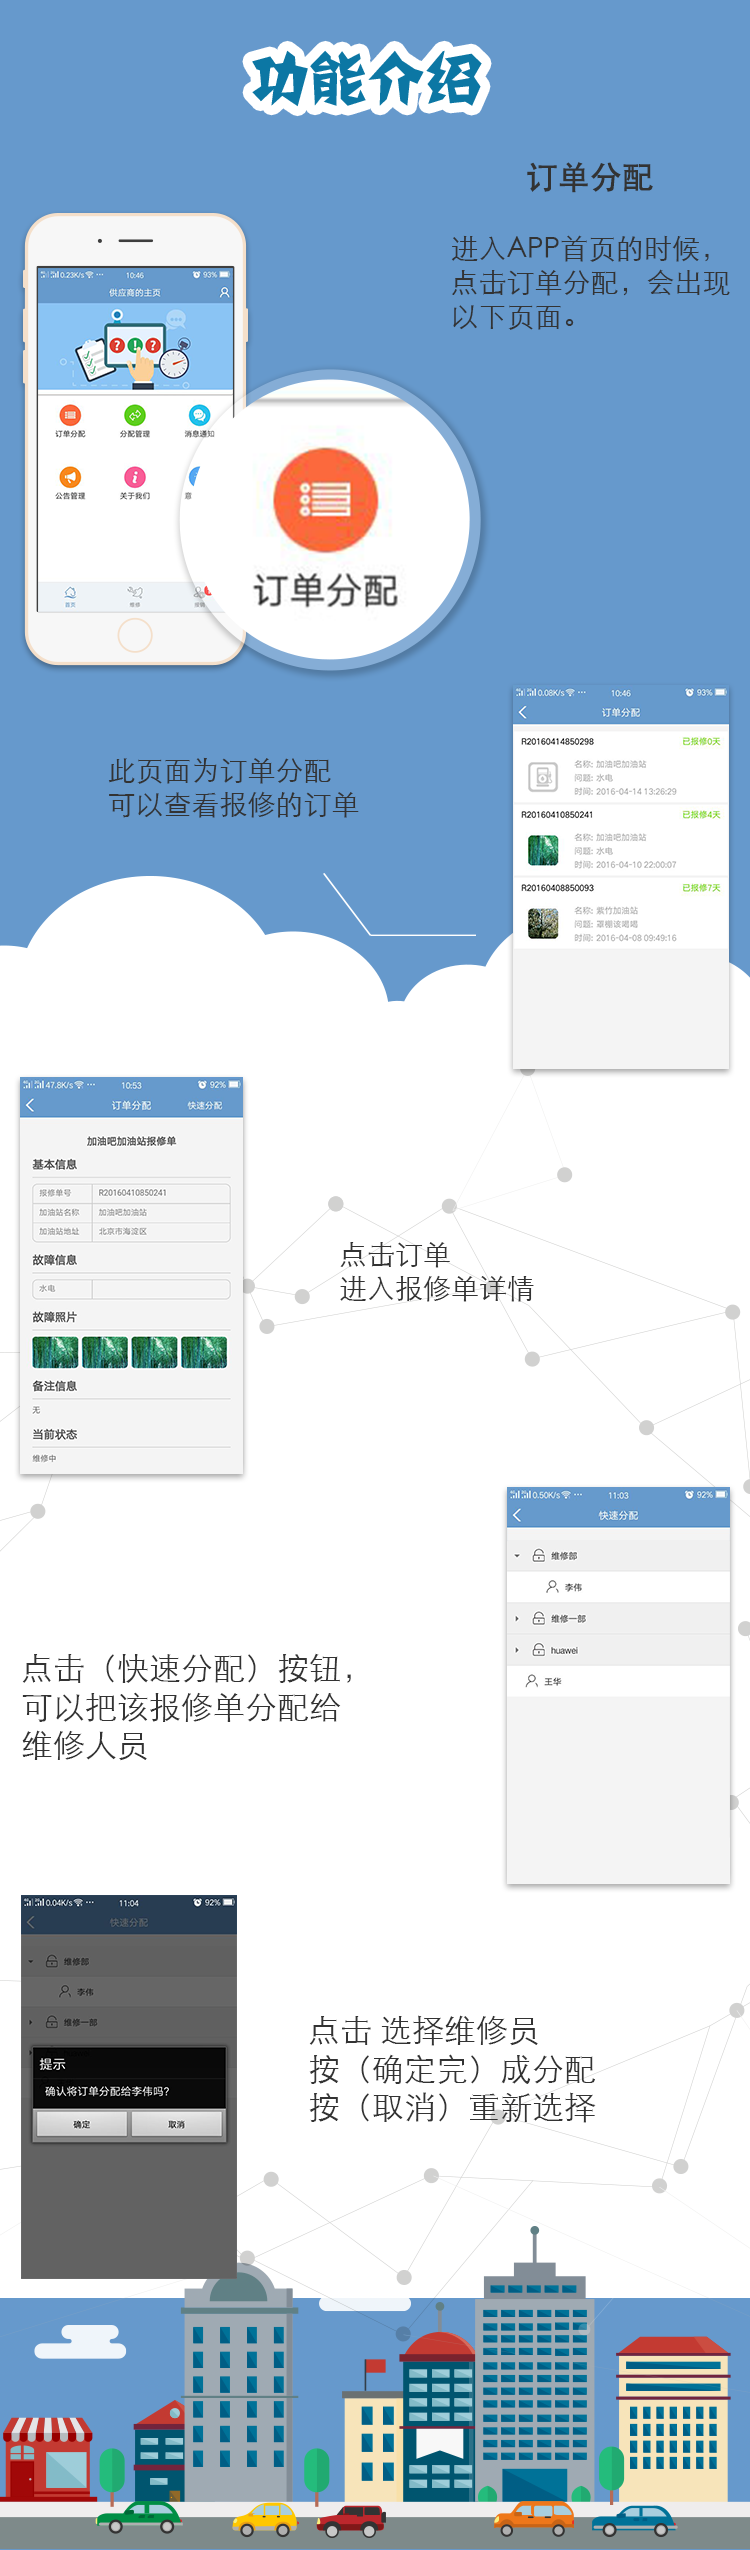 功能介绍
订单分配
进入APP首页的时候，
点击订单分配，会出现
以下页面。
0.23K/s 10:46 93%
供应商的主页
订单分配 分配管理 消息通知
公告管理 关于我们 意
首页 维修
订单分配
此页面为订单分配
可以查看报修的订单
0.08K/s 10:46 93%
订单分配
R20160414850298 已报修0天
名称: 加油吧加油站
问题: 水电
时间: 2016-04-14 13:26:29
R20160410850241 已报修4天
名称: 加油吧加油站
问题: 水电
时间: 2016-04-10 22:00:07
R20160408850093 已报修7天
名称: 紫竹加油站
问题: 罩棚该喝喝
时间: 2016-04-08 09:49:16
47.8K/s 10:53 92%
订单分配 快速分配
加油吧加油站报修单
基本信息
报修单号 R20160410850241
加油站名称 加油吧加油站
加油站地址 北京市海淀区
故障信息
水电
故障照片
备注信息
无
当前状态
维修中
点击订单
进入报修单详情
0.50K/s 11:03 92%
快速分配
维修部
李伟
维修一部
huawei
王华
点击（快速分配）按钮，
可以把该报修单分配给
维修人员
0.04K/s 11:04 92%
快速分配
维修部
李伟
维修一部
提示
确认将订单分配给李伟吗?
确定 取消
点击 选择维修员
按（确定完）成分配
按（取消）重新选择